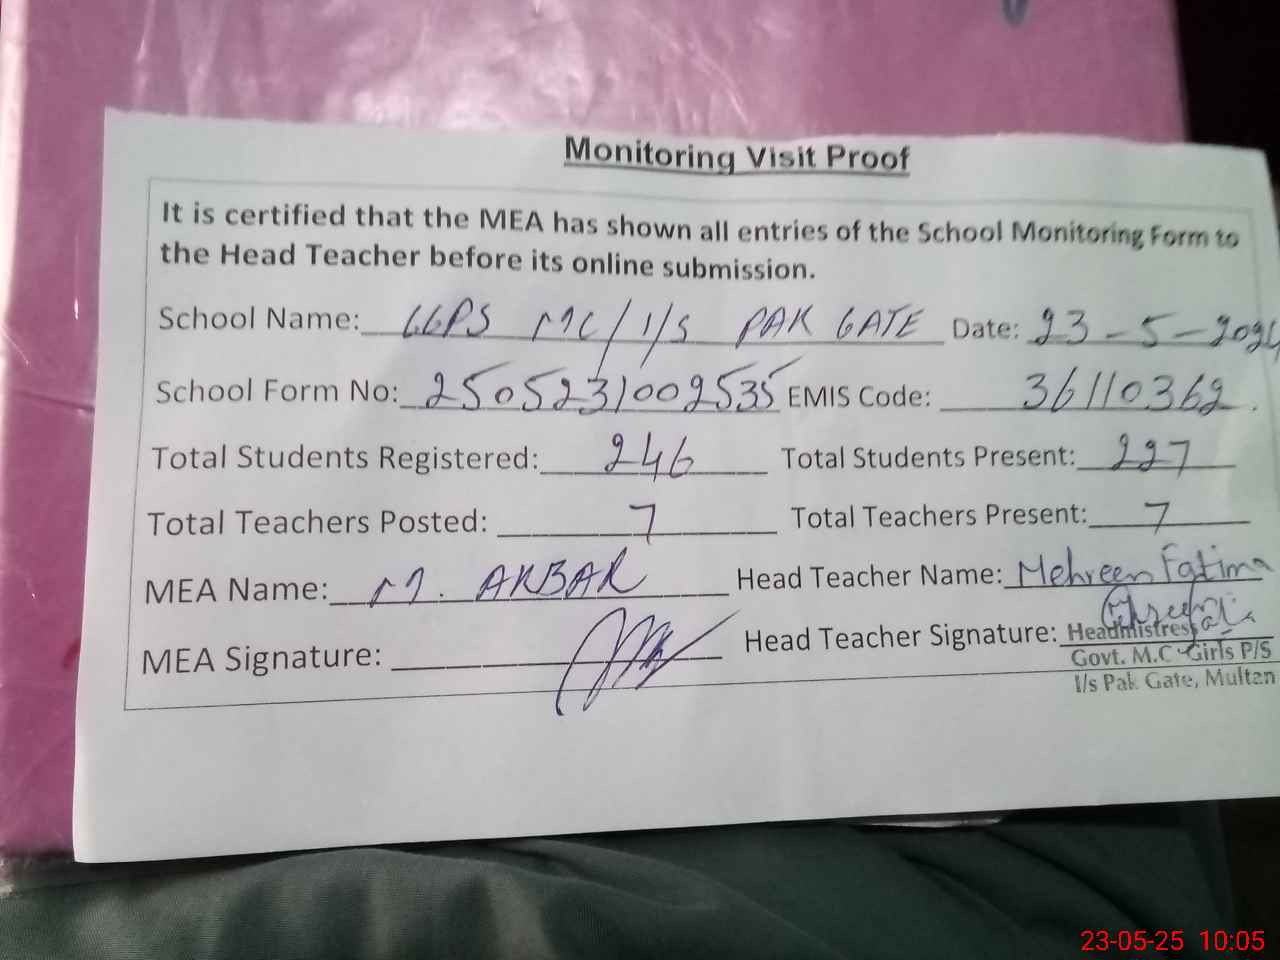 Monitoring Visit Proof
It is certified that the MEA has shown all entries of the School Monitoring Form to
the Head Teacher before its online submission.
School Name: GGPS MC/I/S PAK GATE Date: 23-5-202
School Form No: 2505231002535 EMIS Code: 36110362.
Total Students Registered: 246 Total Students Present: 227
Total Teachers Posted: 7 Total Teachers Present: 7
MEA Name: M. AKBAR Head Teacher Name: Mehreen Fatima
MEA Signature: Head Teacher Signature:
Headmistress
Govt. M.C Girls P/S
I/s Pak Gate, Multan
23-05-25 10:05